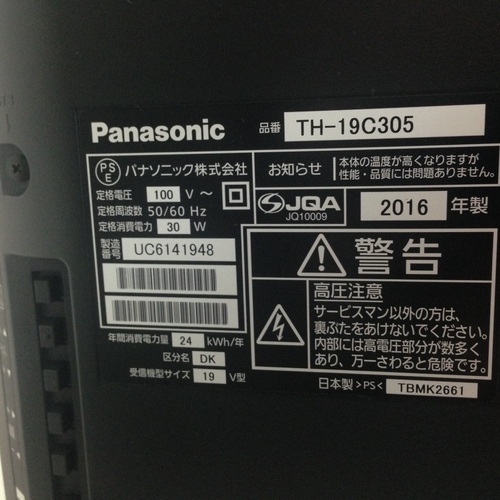 Panasonic
品番 TH-19C305
PSE パナソニック株式会社
定格電圧 100 V ~
定格周波数 50/60 Hz
定格消費電力 30 W
製造番号 UC6141948
お知らせ 本体の温度が高くなりますが
性能・品質には問題ありません。
JQA
JQ10009
2016 年製
警告
高圧注意
サービスマン以外の方は、
裏ぶたをあけないでください。
内部には高電圧部分が数多く
あり、万一さわると危険です。
年間消費電力量 24 kWh/年
区分名 DK
受信機型サイズ 19 V型
日本製 >PS< TBMK2661